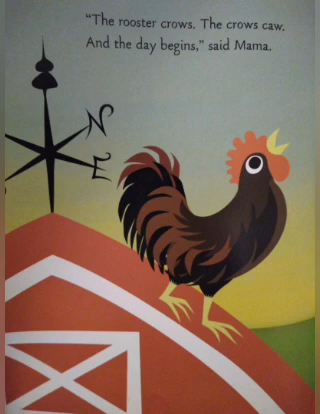 "The rooster crows. The crows caw.
And the day begins," said Mama.
N
E